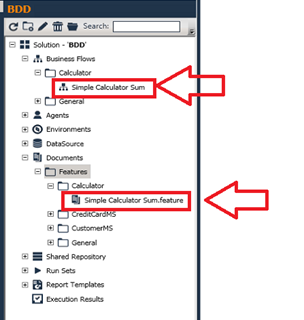 BDD
Search:
Solution - 'BDD'
Business Flows
Calculator
Simple Calculator Sum
General
Agents
Environments
DataSource
Documents
Features
Calculator
Simple Calculator Sum.feature
CreditCardMS
CustomerMS
General
Shared Repository
Run Sets
Report Templates
Execution Results